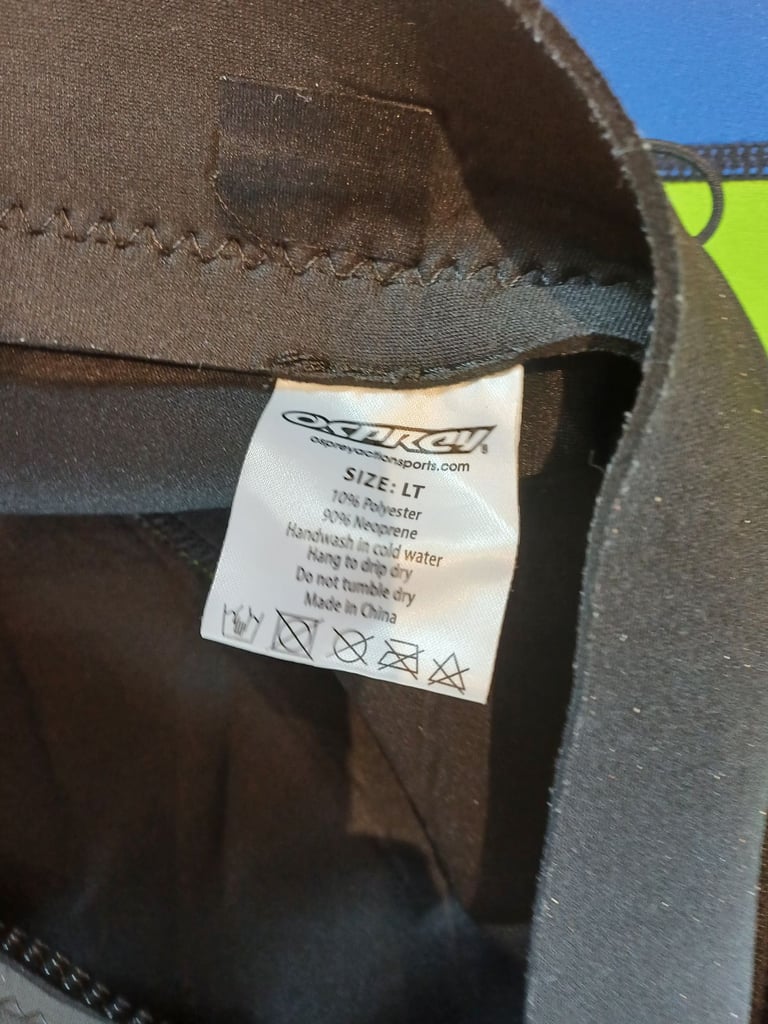 OSPREY
ospreyactionsports.com
SIZE: LT
10% Polyester
90% Neoprene
Handwash in cold water
Hang to drip dry
Do not tumble dry
Made in China